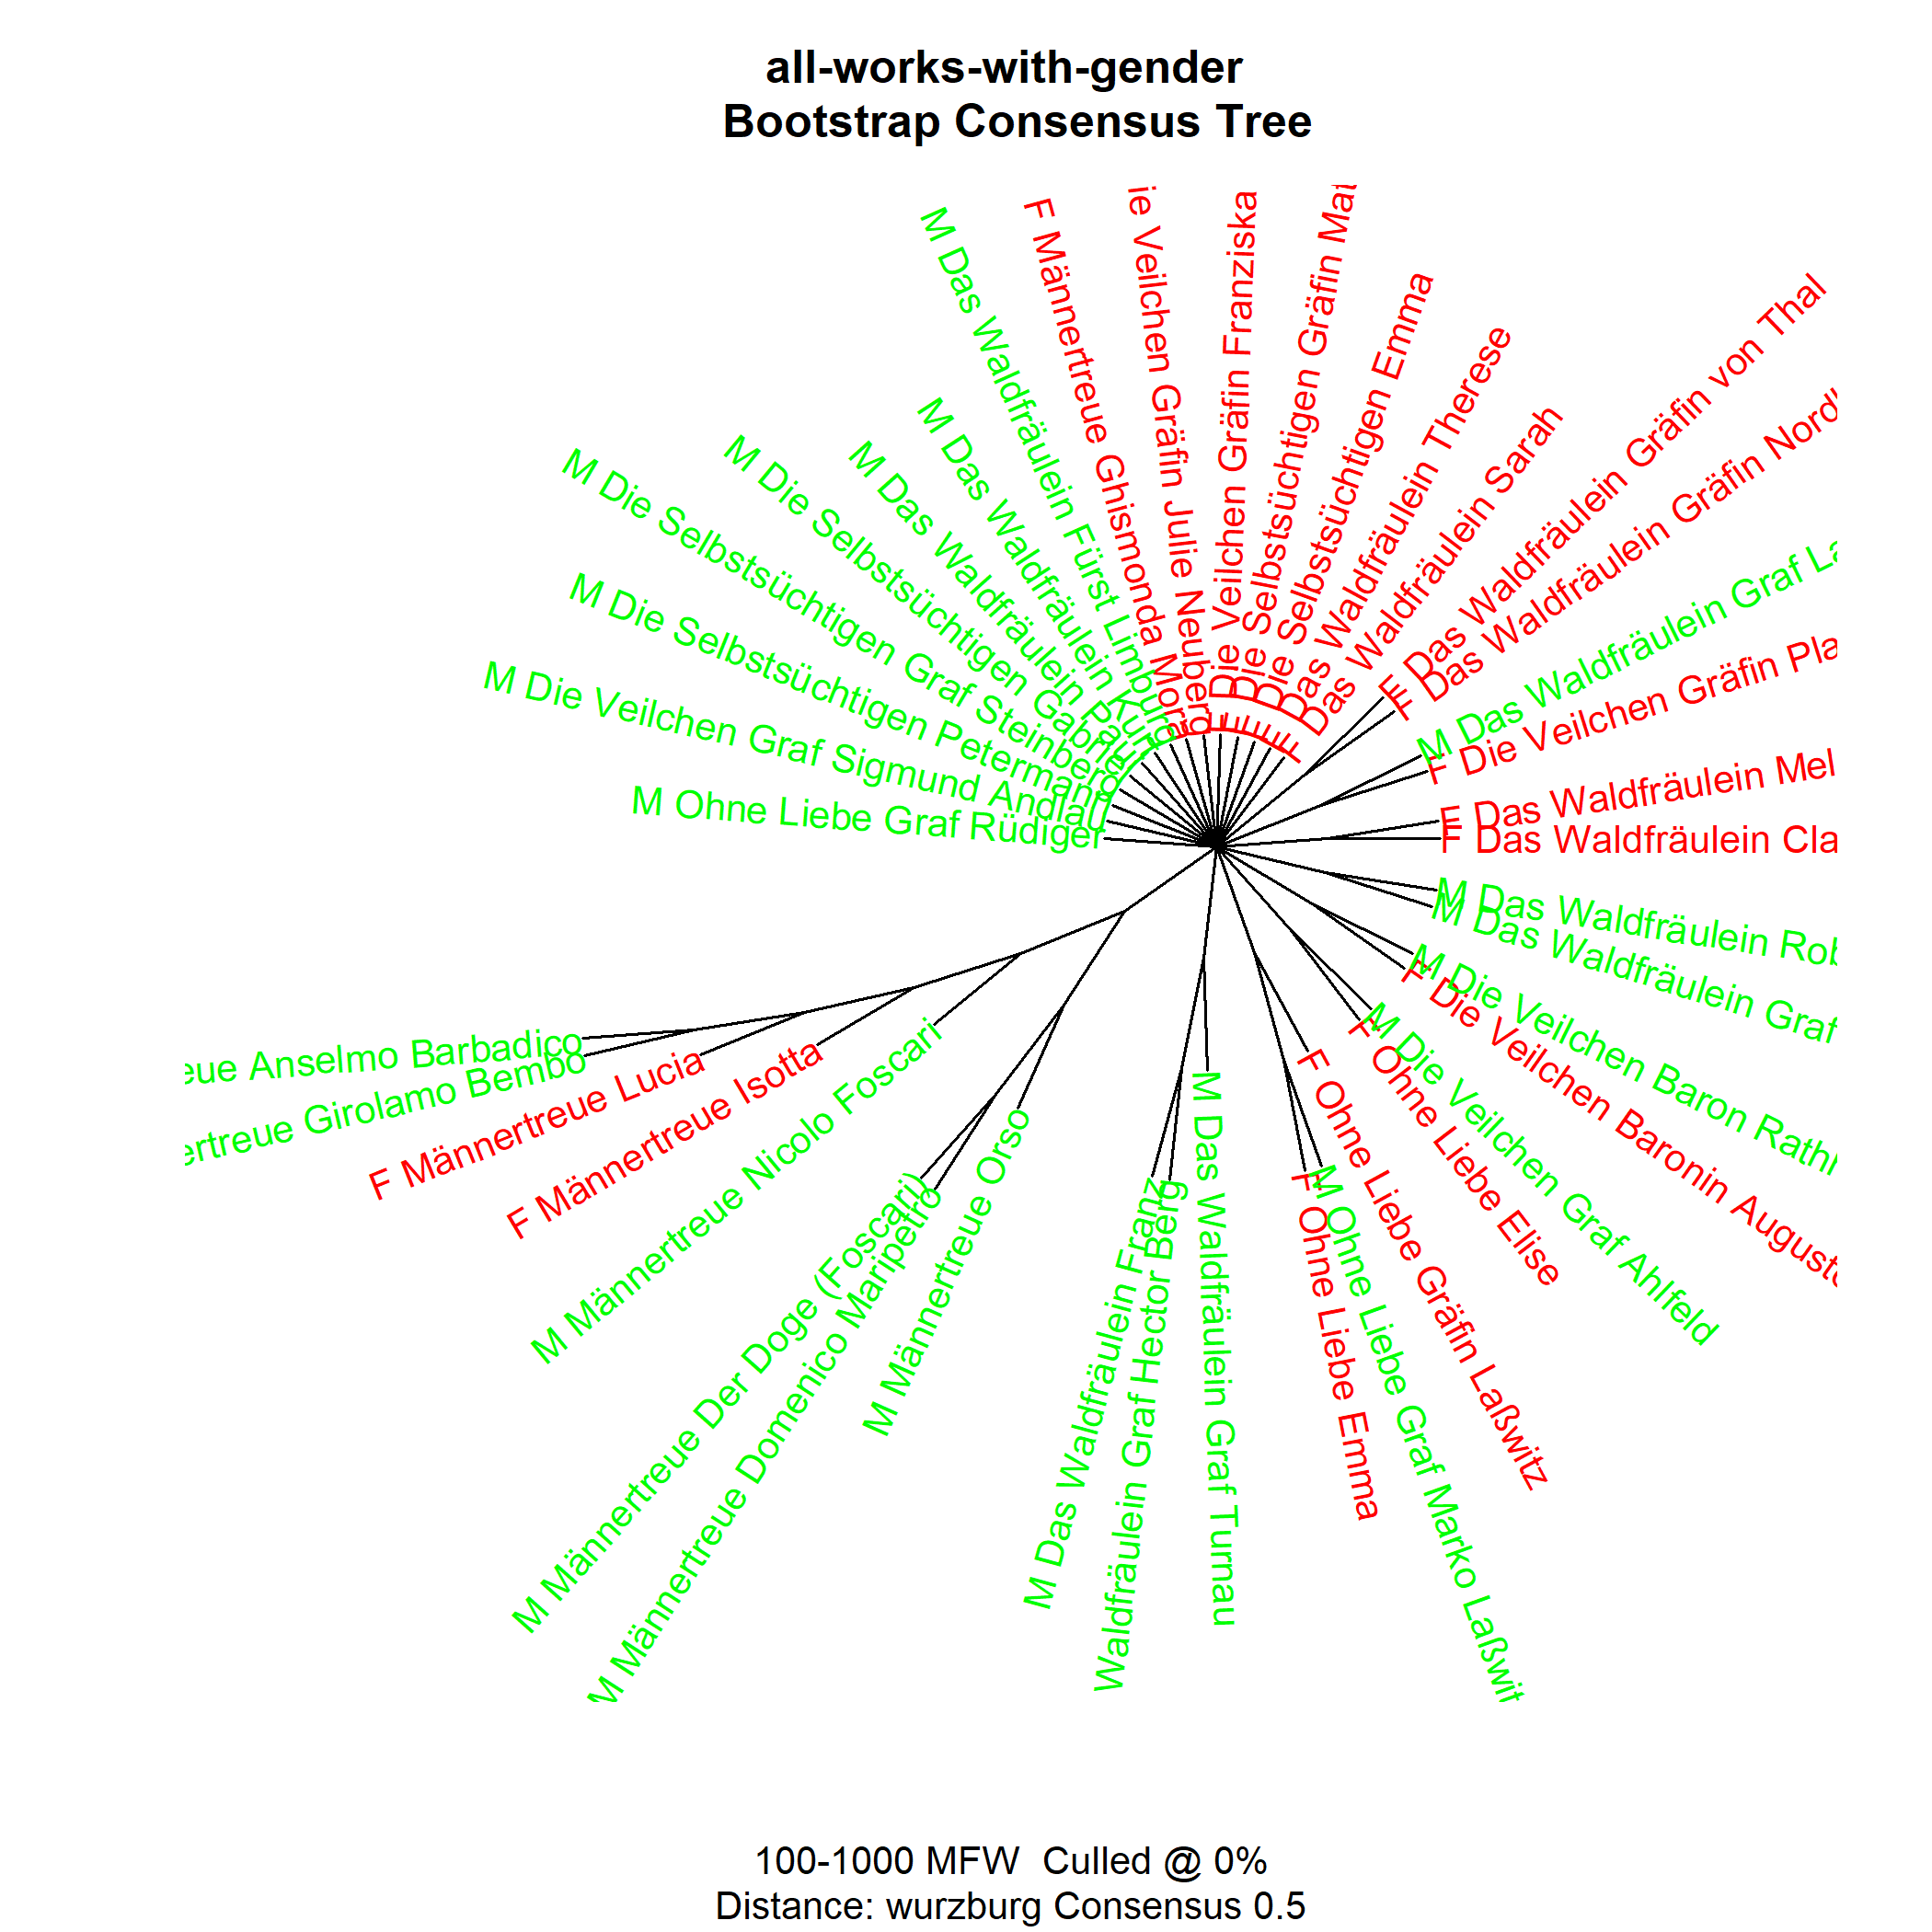 all-works-with-gender
Bootstrap Consensus Tree
M Das Waldfräulein Fürst Limburg
F Männertreue Ghismonda Moro
ie Veilchen Gräfin Julie Neuberg
F Die Veilchen Gräfin Franziska
F Die Selbstsüchtigen Gräfin Mat
F Die Selbstsüchtigen Emma
F Das Waldfräulein Therese
F Das Waldfräulein Sarah
F Das Waldfräulein Gräfin von Thal
F Das Waldfräulein Gräfin Nord
M Das Waldfräulein Graf La
F Die Veilchen Gräfin Pla
F Das Waldfräulein Mel
F Das Waldfräulein Cla
M Das Waldfräulein Rob
M Das Waldfräulein Graf
M Die Veilchen Baron Rath
F Die Veilchen Baronin August
M Die Veilchen Graf Ahlfeld
F Ohne Liebe Elise
F Ohne Liebe Gräfin Laßwitz
M Ohne Liebe Graf Marko Laßwit
F Ohne Liebe Emma
M Das Waldfräulein Graf Turnau
Waldfräulein Graf Hector Berg
M Das Waldfräulein Franz
M Männertreue Orso
M Männertreue Domenico Maripetro
M Männertreue Der Doge (Foscari)
M Männertreue Nicolo Foscari
F Männertreue Isotta
F Männertreue Lucia
ertreue Girolamo Bembo
eue Anselmo Barbadico
M Ohne Liebe Graf Rüdiger
M Die Veilchen Graf Sigmund Andlau
M Die Selbstsüchtigen Petermann
M Die Selbstsüchtigen Graf Steinberg
M Die Selbstsüchtigen Gabriel
M Das Waldfräulein Paul
M Das Waldfräulein Kurt
100-1000 MFW Culled @ 0%
Distance: wurzburg Consensus 0.5